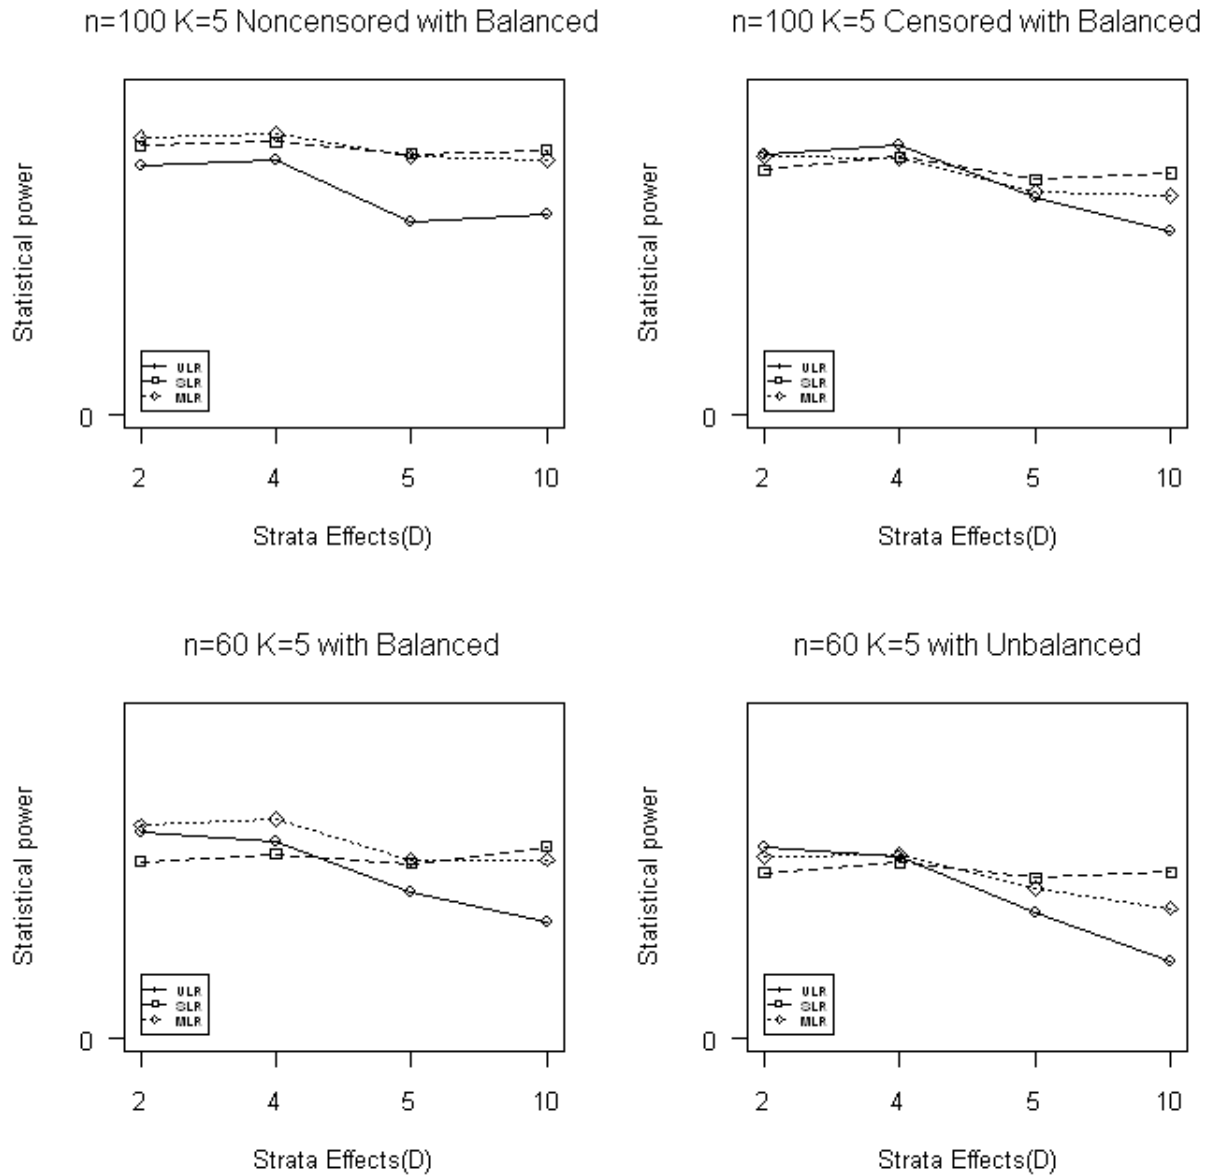 n=100 K=5 Noncensored with Balanced
Statistical power
ULR
SLR
MLR
0
2 4 5 10
Strata Effects(D)
n=100 K=5 Censored with Balanced
Statistical power
ULR
SLR
MLR
0
2 4 5 10
Strata Effects(D)
n=60 K=5 with Balanced
Statistical power
ULR
SLR
MLR
0
2 4 5 10
Strata Effects(D)
n=60 K=5 with Unbalanced
Statistical power
ULR
SLR
MLR
0
2 4 5 10
Strata Effects(D)